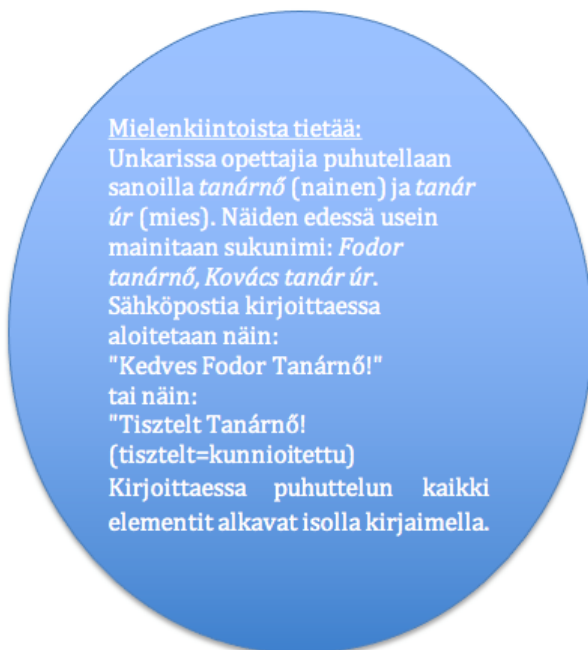 Mielenkiintoista tietää:
Unkarissa opettajia puhutellaan
sanoilla tanárnő (nainen) ja tanár
úr (mies). Näiden edessä usein
mainitaan sukunimi: Fodor
tanárnő, Kovács tanár úr.
Sähköpostia kirjoittaessa
aloitetaan näin:
"Kedves Fodor Tanárnő!"
tai näin:
"Tisztelt Tanárnő!
(tisztelt=kunnioitettu)
Kirjoittaessa puhuttelun kaikki
elementit alkavat isolla kirjaimella.